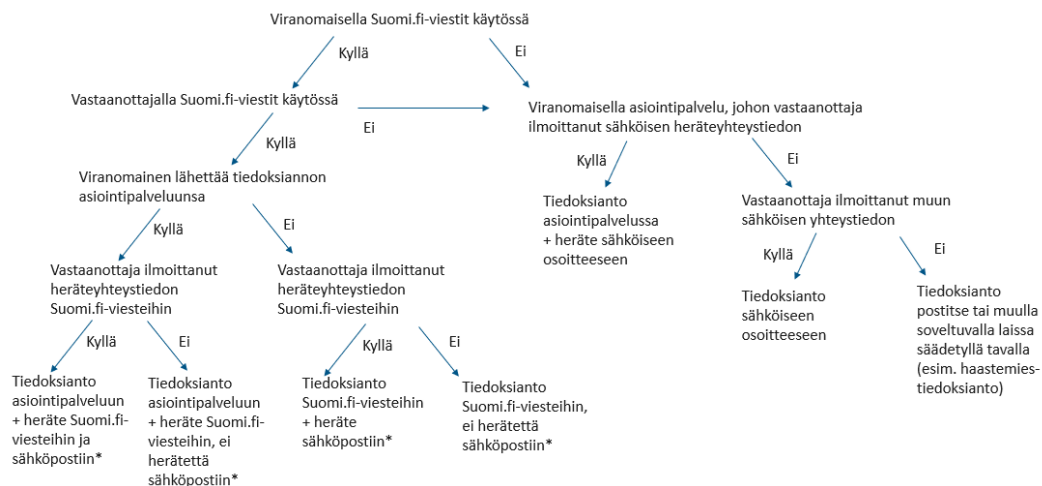 Viranomaisella Suomi.fi-viestit käytössä
Kyllä
Ei
Vastaanottajalla Suomi.fi-viestit käytössä
Ei
Viranomaisella asiointipalvelu, johon vastaanottaja
ilmoittanut sähköisen heräteyhteystiedon
Kyllä
Kyllä
Ei
Viranomainen lähettää tiedoksiannon
asiointipalveluunsa
Tiedoksianto
asiointipalvelussa
+ heräte sähköiseen
osoitteeseen
Vastaanottaja ilmoittanut muun
sähköisen yhteystiedon
Kyllä
Ei
Kyllä
Ei
Vastaanottaja ilmoittanut
heräteyhteystiedon
Suomi.fi-viesteihin
Vastaanottaja ilmoittanut
heräteyhteystiedon
Suomi.fi-viesteihin
Tiedoksianto
sähköiseen
osoitteeseen
Tiedoksianto
postitse tai muulla
soveltuvalla laissa
säädetyllä tavalla
(esim. haastemies-
tiedoksianto)
Kyllä
Ei
Kyllä
Ei
Tiedoksianto
asiointipalveluun
+ heräte Suomi.fi-
viesteihin ja
sähköpostiin*
Tiedoksianto
asiointipalveluun
+ heräte Suomi.fi-
viesteihin, ei
herätettä
sähköpostiin*
Tiedoksianto
Suomi.fi-viesteihin
+ heräte
sähköpostiin*
Tiedoksianto
Suomi.fi-viesteihin,
ei herätettä
sähköpostiin*